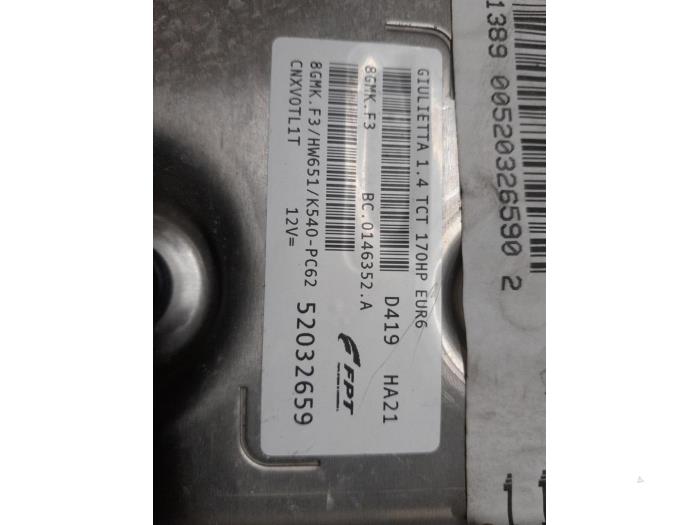 GIULIETTA 1.4 TCT 170HP EUR6
D419 HA21
8GMK.F3 BC.0146352.A
FPT
8GMK.F3/HW651/K540-PC62 52032659
CNXV0TL1T 12V=
1389 00520326590 2